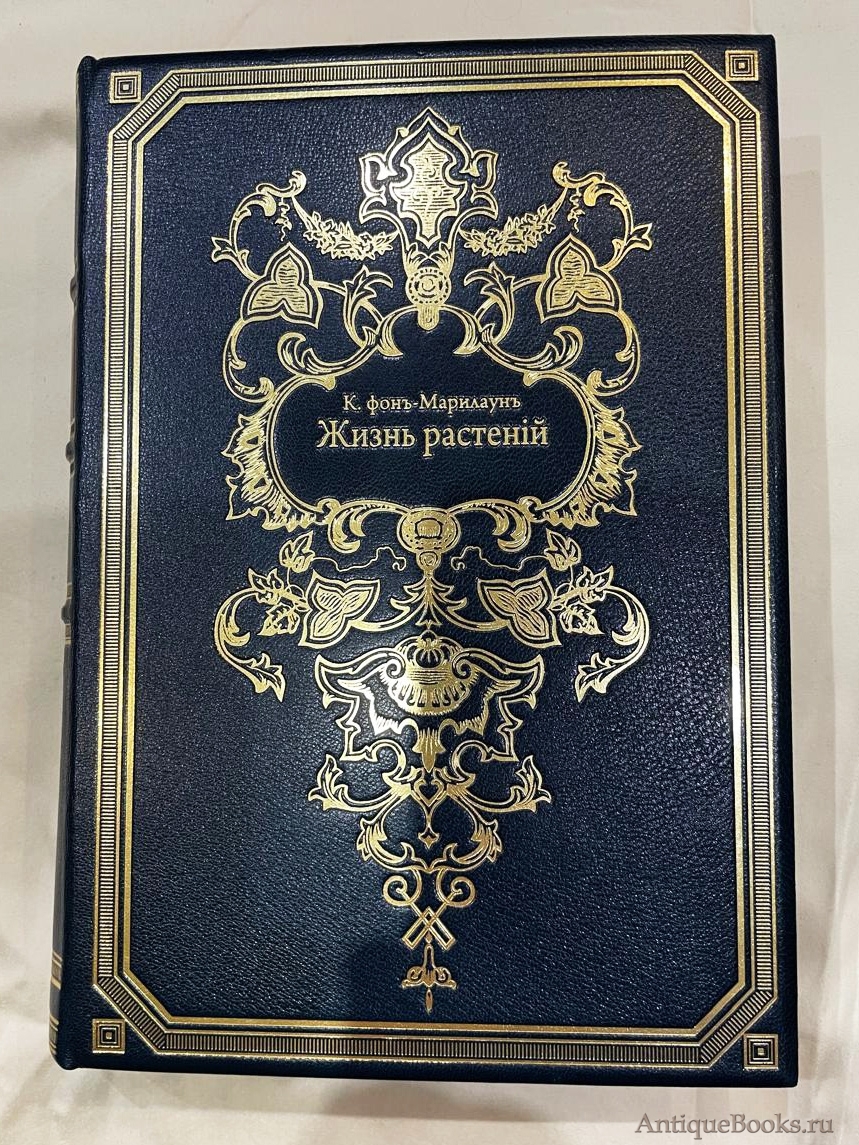 К. фонъ-Марилаунъ
Жизнь растеній
AntiqueBooks.ru